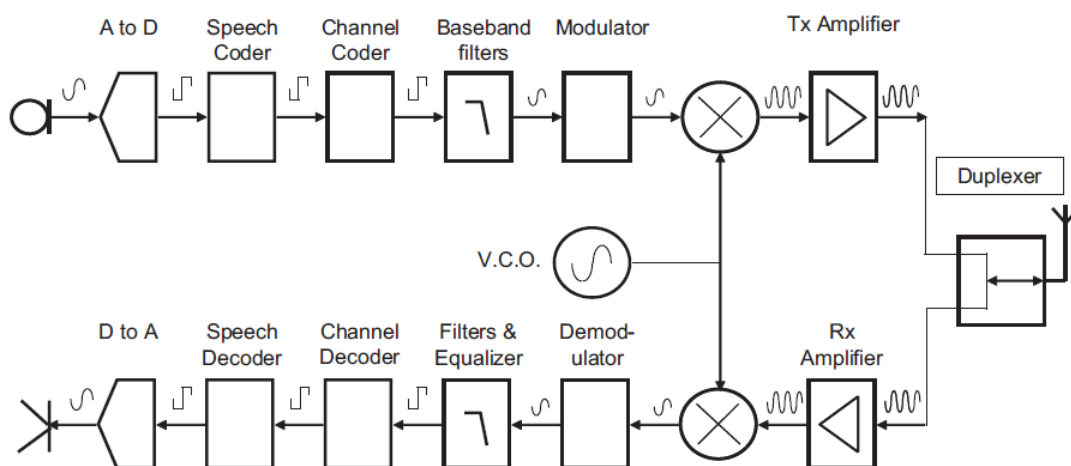 A to D
Speech
Coder
Channel
Coder
Baseband
filters
Modulator
Tx Amplifier
Duplexer
V.C.O.
D to A
Speech
Decoder
Channel
Decoder
Filters &
Equalizer
Demod-
ulator
Rx
Amplifier